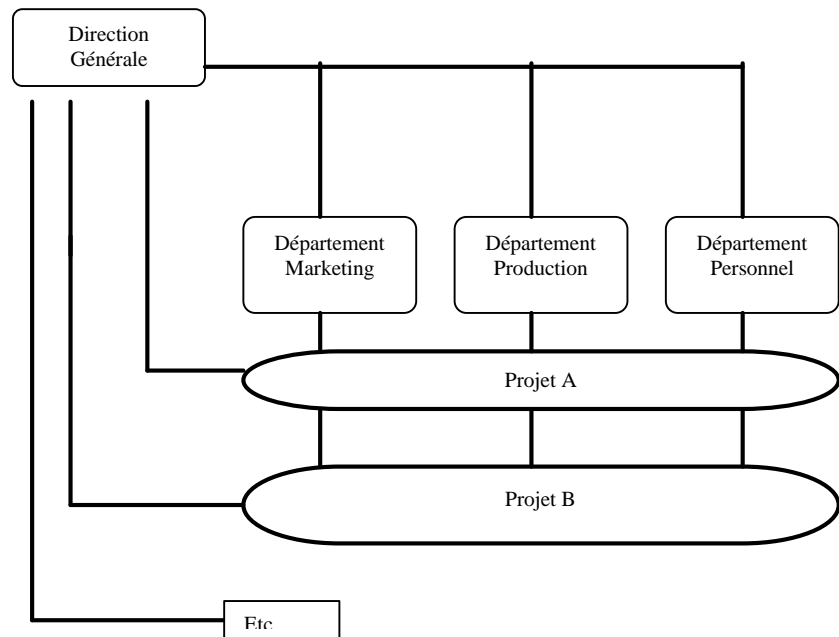 Direction
Générale
Département
Marketing
Département
Production
Département
Personnel
Projet A
Projet B
Etc